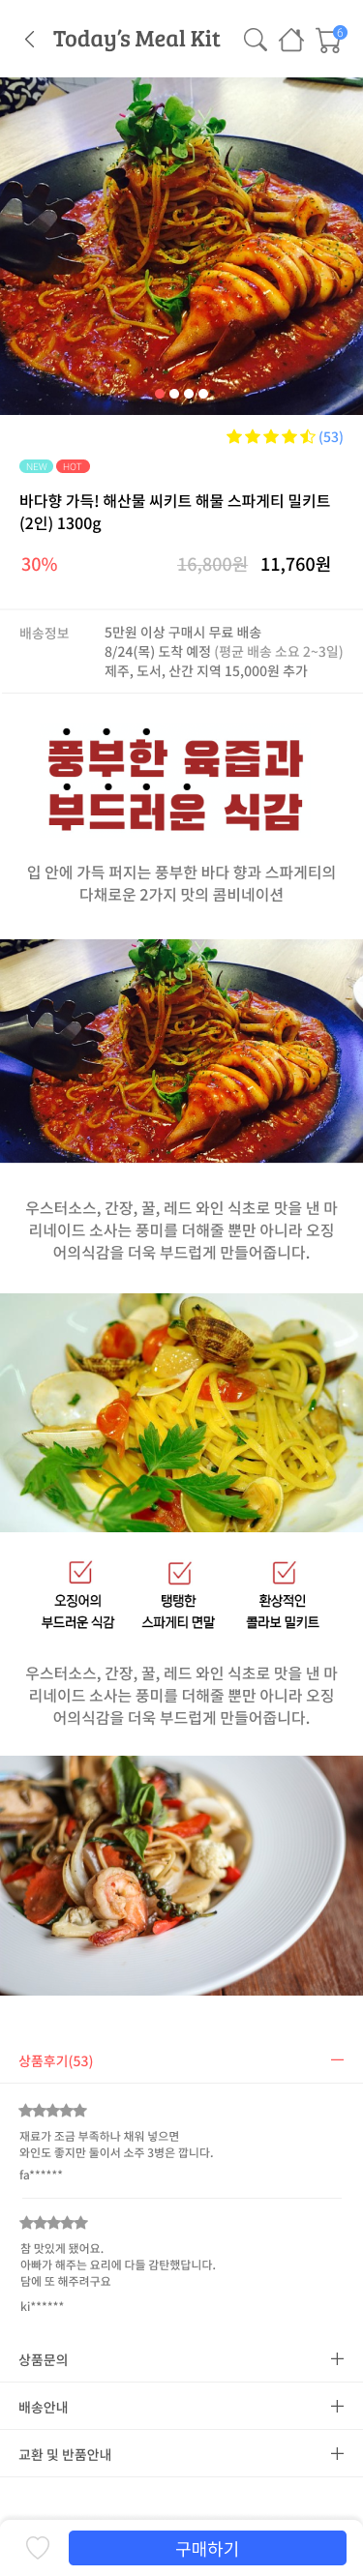 Today's Meal Kit
6
(53)
NEW HOT
바다향 가득! 해산물 씨키트 해물 스파게티 밀키트
(2인) 1300g
30% 16,800원 11,760원
배송정보
5만원 이상 구매시 무료 배송
8/24(목) 도착 예정 (평균 배송 소요 2~3일)
제주, 도서, 산간 지역 15,000원 추가
풍부한 육즙과
부드러운 식감
입 안에 가득 퍼지는 풍부한 바다 향과 스파게티의
다채로운 2가지 맛의 콤비네이션
우스터소스, 간장, 꿀, 레드 와인 식초로 맛을 낸 마
리네이드 소사는 풍미를 더해줄 뿐만 아니라 오징
어의식감을 더욱 부드럽게 만들어줍니다.
오징어의
부드러운 식감
탱탱한
스파게티 면말
환상적인
콜라보 밀키트
우스터소스, 간장, 꿀, 레드 와인 식초로 맛을 낸 마
리네이드 소사는 풍미를 더해줄 뿐만 아니라 오징
어의식감을 더욱 부드럽게 만들어줍니다.
상품후기(53)
재료가 조금 부족하나 채워 넣으면
와인도 좋지만 둘이서 소주 3병은 깝니다.
fa******
참 맛있게 됐어요.
아빠가 해주는 요리에 다들 감탄했답니다.
담에 또 해주려구요
ki******
상품문의
배송안내
교환 및 반품안내
구매하기